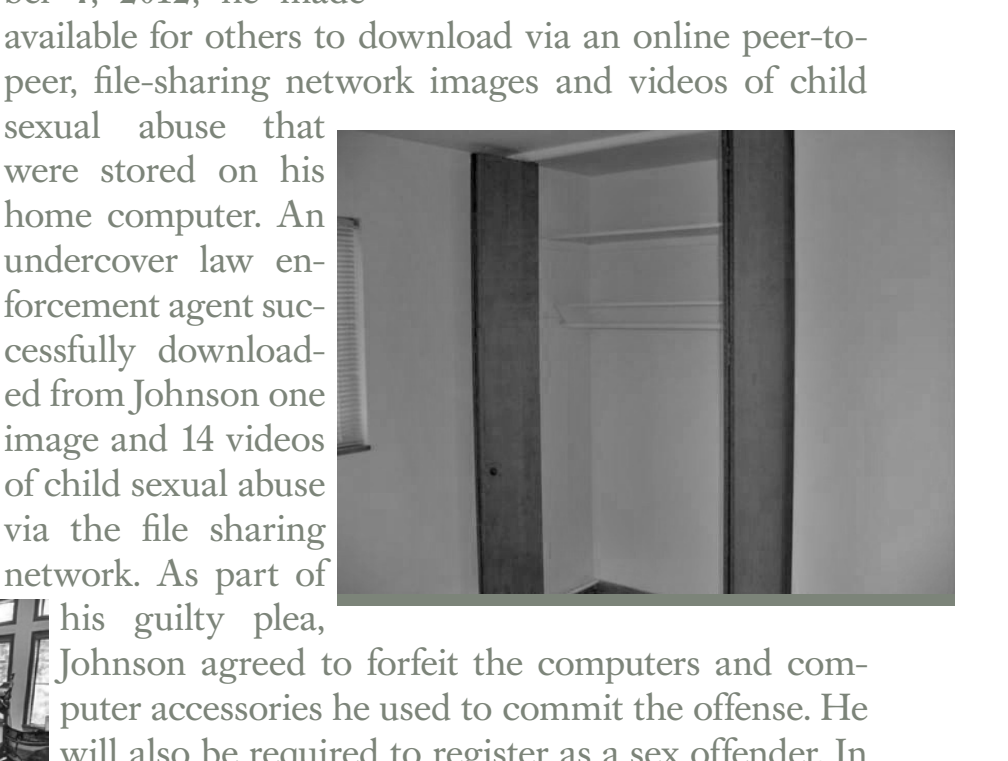 ber 4, 2012, he made
available for others to download via an online peer-to-
peer, file-sharing network images and videos of child
sexual abuse that
were stored on his
home computer. An
undercover law en-
forcement agent suc-
cessfully download-
ed from Johnson one
image and 14 videos
of child sexual abuse
via the file sharing
network. As part of
his guilty plea,
Johnson agreed to forfeit the computers and com-
puter accessories he used to commit the offense. He
will also be required to register as a sex offender. In